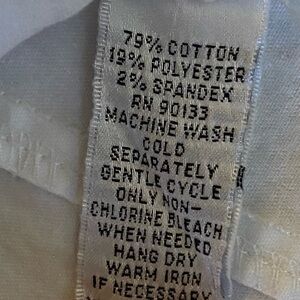 79% COTTON
19% POLYESTER
2% SPANDEX
RN 90133
MACHINE WASH
COLD
SEPARATELY
GENTLE CYCLE
ONLY NON-
CHLORINE BLEACH
WHEN NEEDED
HANG DRY
WARM IRON
IF NECESSARY